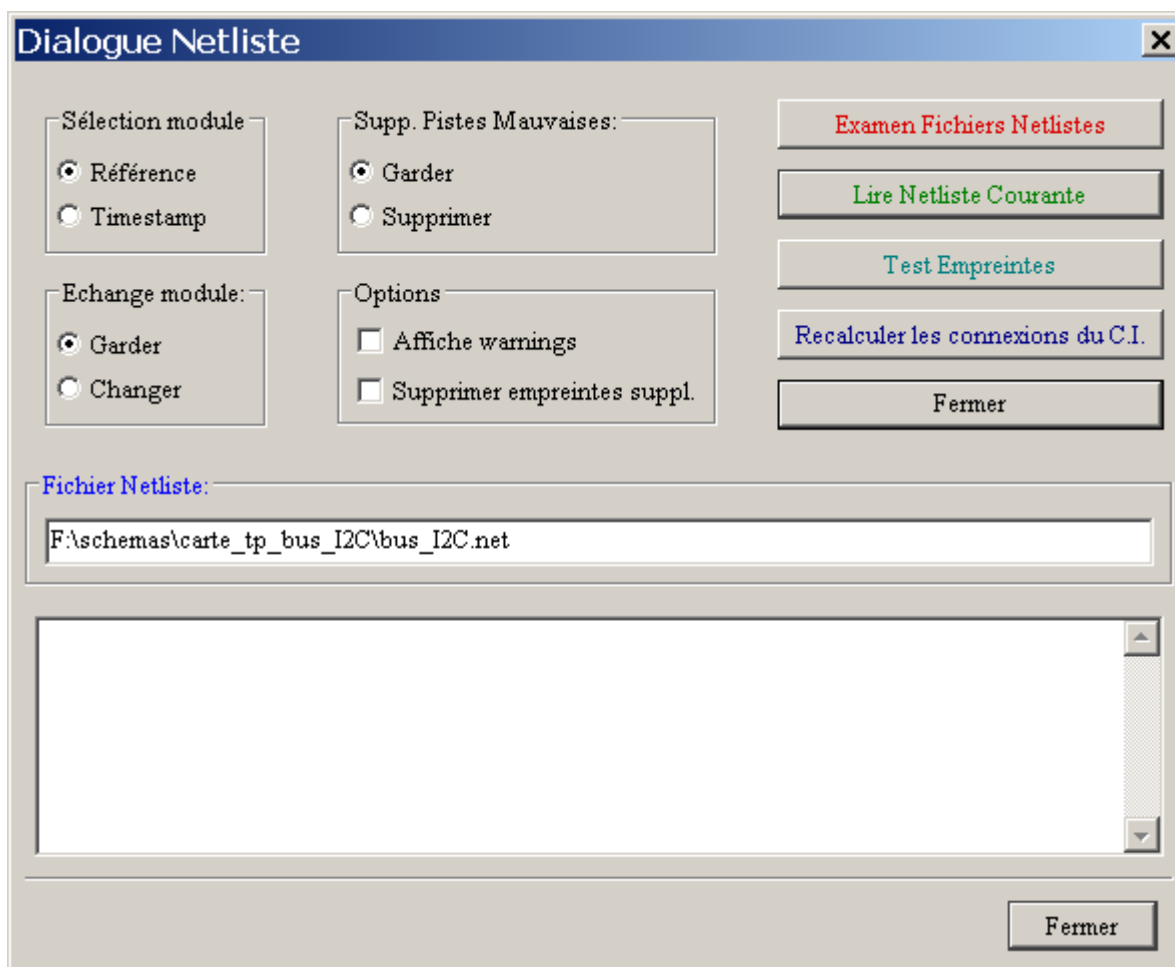 Dialogue Netliste
Sélection module
Référence
Timestamp
Supp. Pistes Mauvaises:
Garder
Supprimer
Examen Fichiers Netlistes
Lire Netliste Courante
Test Empreintes
Recalculer les connexions du C.I.
Fermer
Echange module:
Garder
Changer
Options
Affiche warnings
Supprimer empreintes suppl.
Fichier Netliste:
F:\schemas\carte_tp_bus_I2C\bus_I2C.net
Fermer